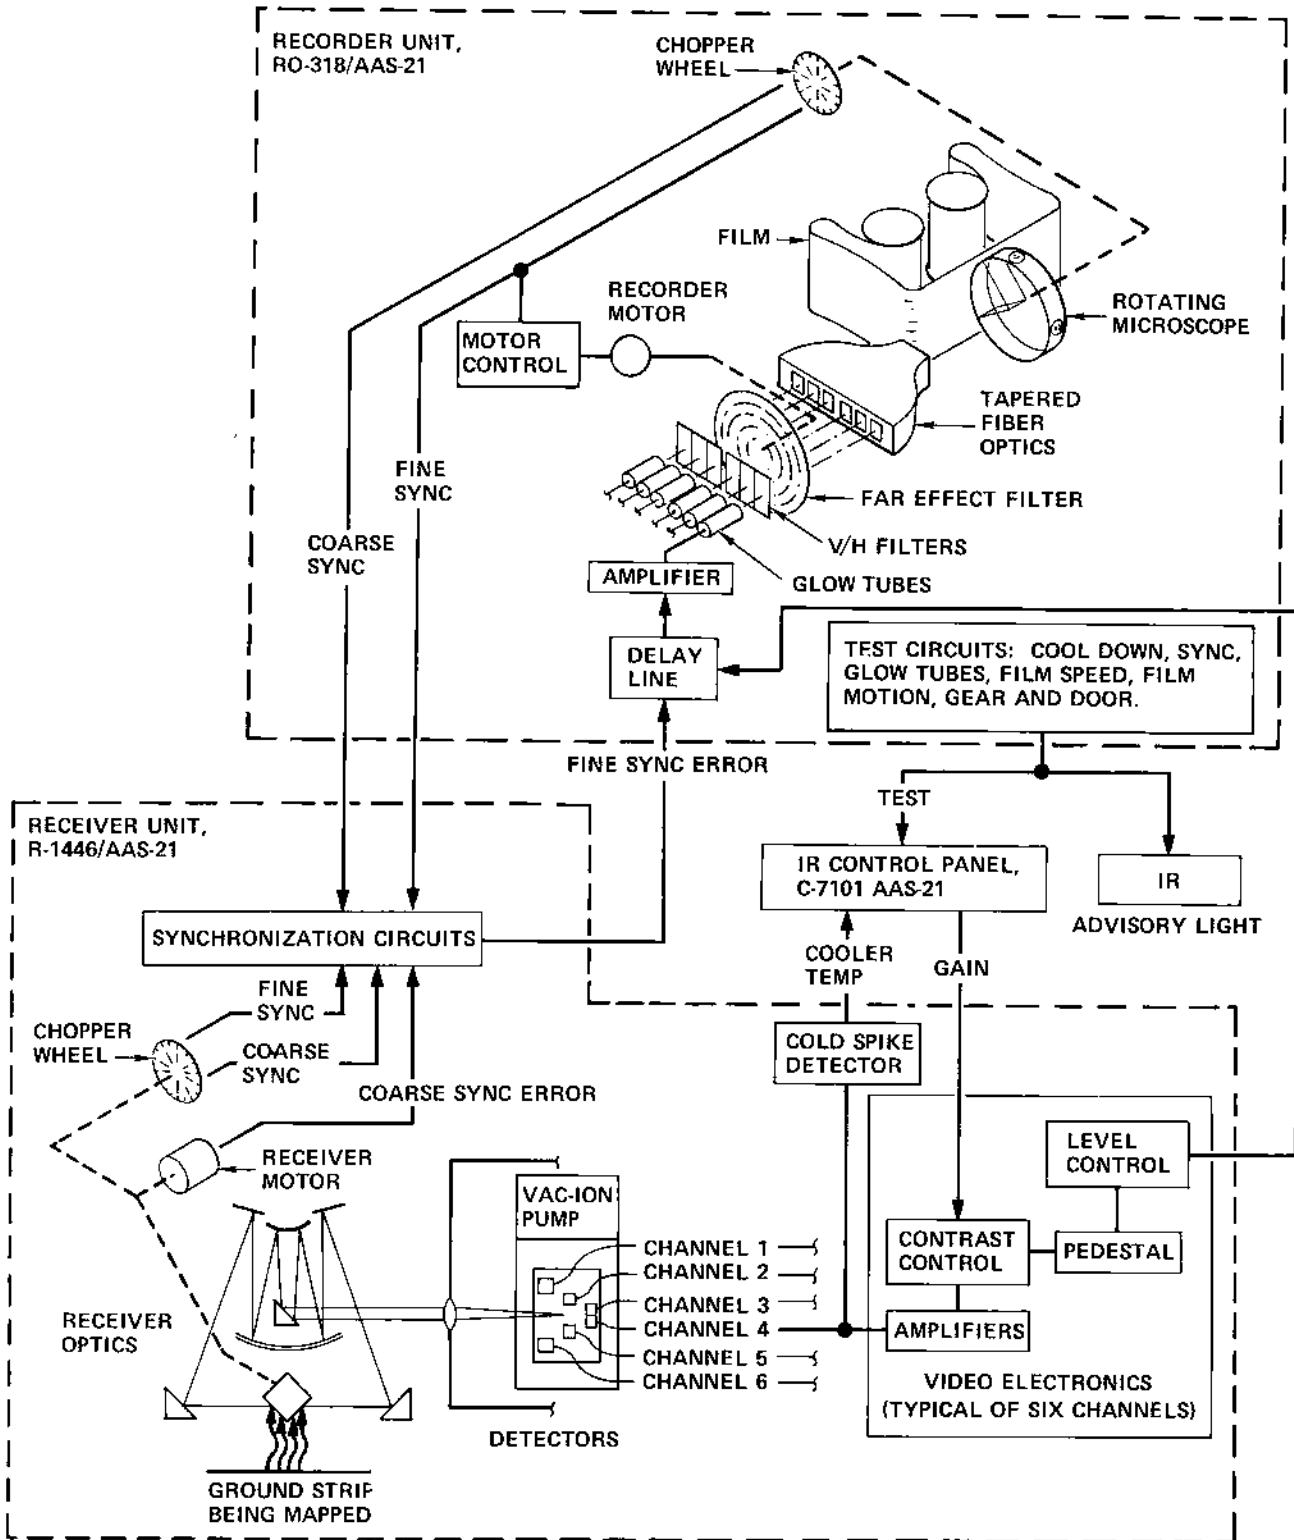 RECORDER UNIT,
RO-318/AAS-21
CHOPPER
WHEEL
FILM
RECORDER
MOTOR
MOTOR
CONTROL
ROTATING
MICROSCOPE
TAPERED
FIBER
OPTICS
FINE
SYNC
FAR EFFECT FILTER
COARSE
SYNC
V/H FILTERS
AMPLIFIER
GLOW TUBES
DELAY
LINE
TEST CIRCUITS: COOL DOWN, SYNC,
GLOW TUBES, FILM SPEED, FILM
MOTION, GEAR AND DOOR.
FINE SYNC ERROR
TEST
RECEIVER UNIT,
R-1446/AAS-21
IR CONTROL PANEL,
C-7101 AAS-21
IR
ADVISORY LIGHT
SYNCHRONIZATION CIRCUITS
COOLER
TEMP
GAIN
FINE
SYNC
CHOPPER
WHEEL
COARSE
SYNC
COLD SPIKE
DETECTOR
COARSE SYNC ERROR
RECEIVER
MOTOR
LEVEL
CONTROL
VAC-ION
PUMP
CONTRAST
CONTROL
PEDESTAL
CHANNEL 1
CHANNEL 2
CHANNEL 3
CHANNEL 4
CHANNEL 5
CHANNEL 6
AMPLIFIERS
RECEIVER
OPTICS
VIDEO ELECTRONICS
(TYPICAL OF SIX CHANNELS)
DETECTORS
GROUND STRIP
BEING MAPPED